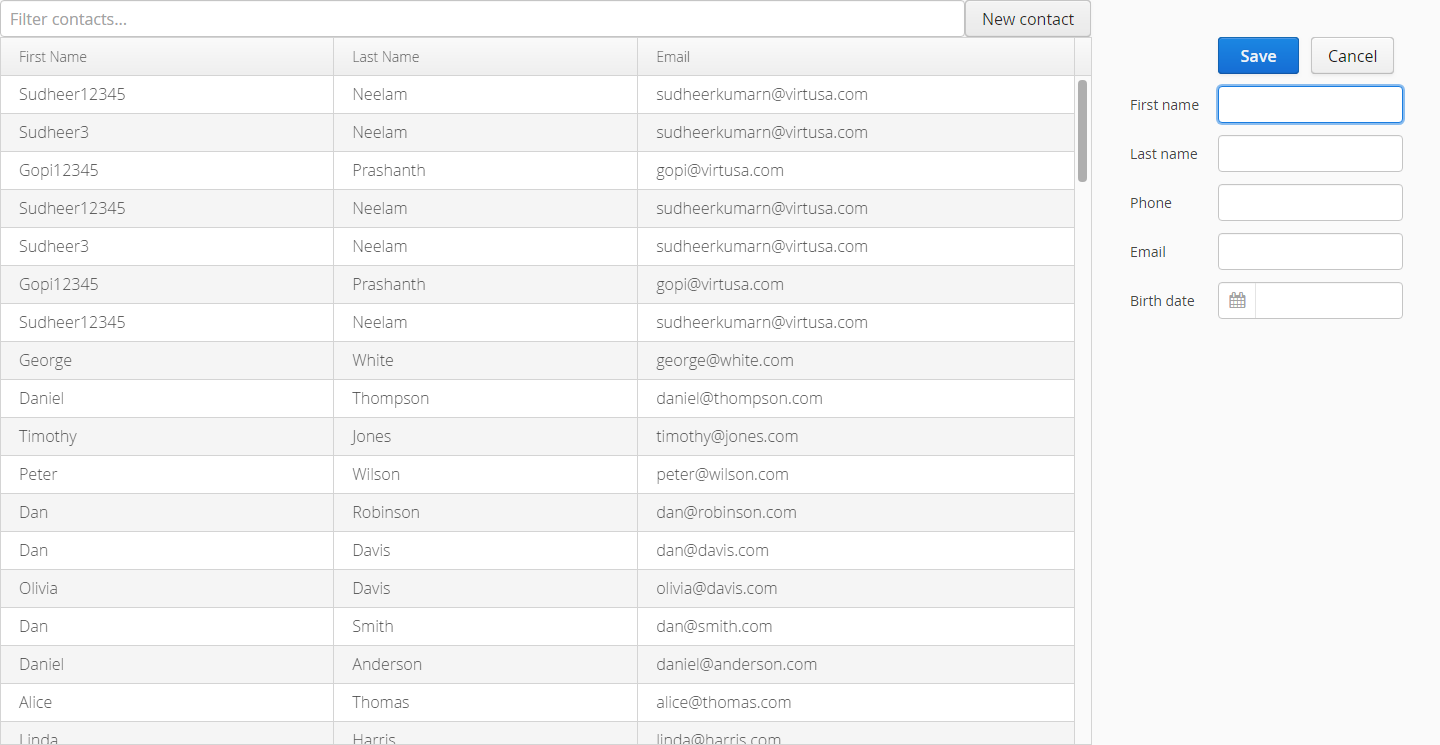 Filter contacts... New contact
First Name Last Name Email
Sudheer12345 Neelam sudheerkumarn@virtusa.com
Sudheer3 Neelam sudheerkumarn@virtusa.com
Gopi12345 Prashanth gopi@virtusa.com
Sudheer12345 Neelam sudheerkumarn@virtusa.com
Sudheer3 Neelam sudheerkumarn@virtusa.com
Gopi12345 Prashanth gopi@virtusa.com
Sudheer12345 Neelam sudheerkumarn@virtusa.com
George White george@white.com
Daniel Thompson daniel@thompson.com
Timothy Jones timothy@jones.com
Peter Wilson peter@wilson.com
Dan Robinson dan@robinson.com
Dan Davis dan@davis.com
Olivia Davis olivia@davis.com
Dan Smith dan@smith.com
Daniel Anderson daniel@anderson.com
Alice Thomas alice@thomas.com
Linda Harris linda@harris.com
Save Cancel
First name
Last name
Phone
Email
Birth date